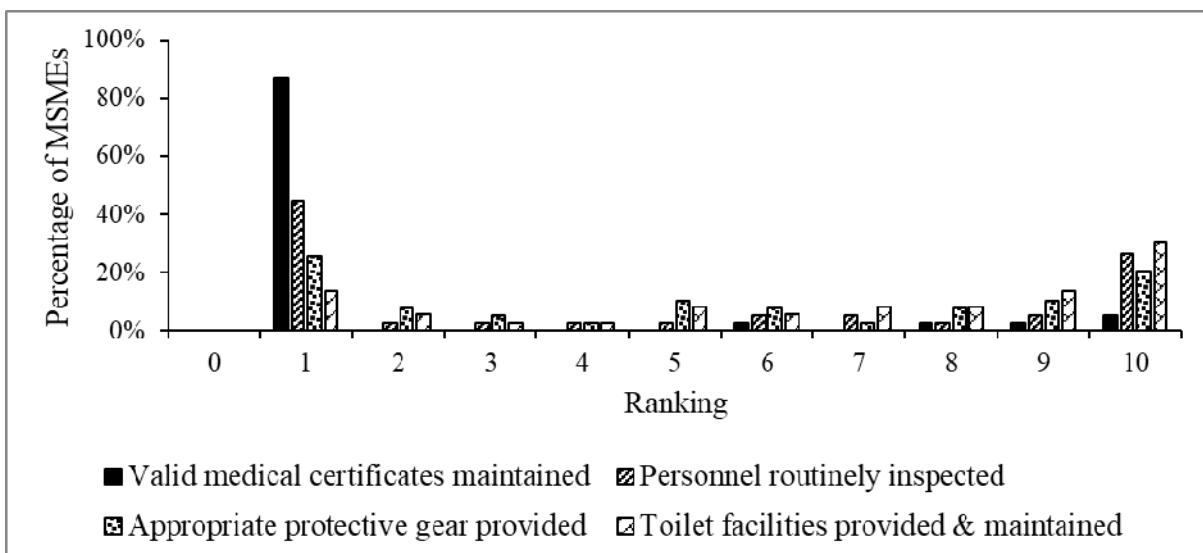 100%
80%
60%
40%
20%
0%
Percentage of MSMEs
0 1 2 3 4 5 6 7 8 9 10
Ranking
Valid medical certificates maintained Personnel routinely inspected
Appropriate protective gear provided Toilet facilities provided & maintained